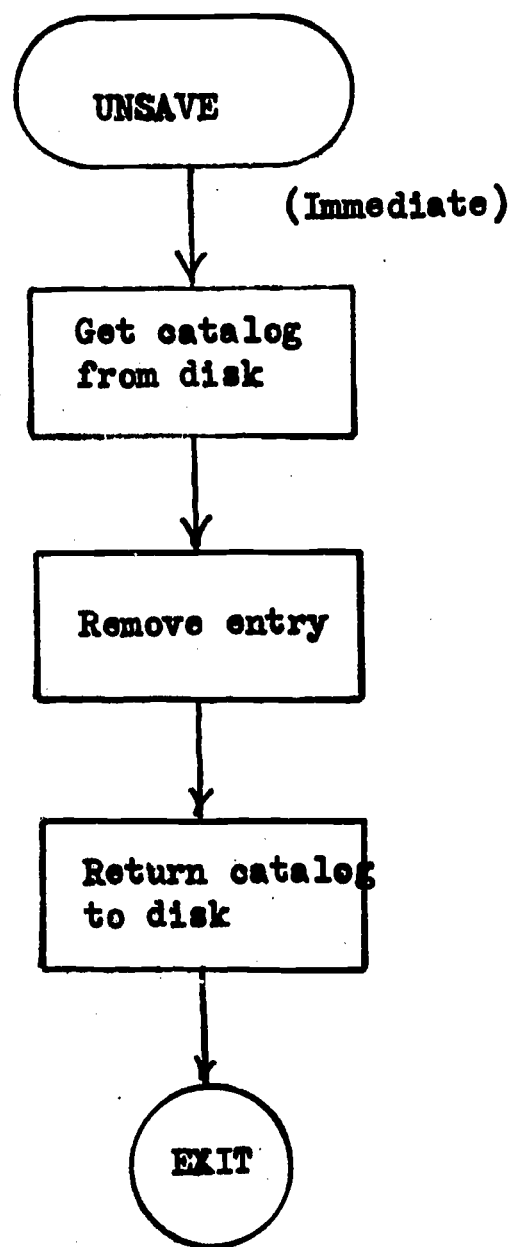 UNSAVE
(Immediate)
Get catalog
from disk
Remove entry
Return catalog
to disk
EXIT